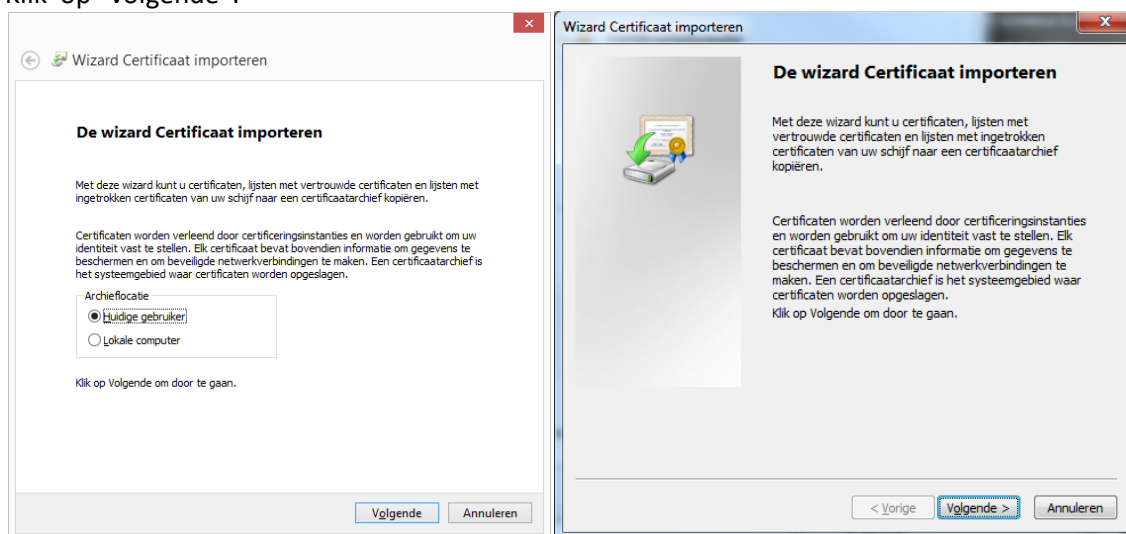 Klik op "Volgende".
Wizard Certificaat importeren
De wizard Certificaat importeren
Met deze wizard kunt u certificaten, lijsten met vertrouwde certificaten en lijsten met
ingetrokken certificaten van uw schijf naar een certificaatarchief kopiëren.
Certificaten worden verleend door certificeringsinstanties en worden gebruikt om uw
identiteit vast te stellen. Elk certificaat bevat bovendien informatie om gegevens te
beschermen en om beveiligde netwerkverbindingen te maken. Een certificaatarchief is
het systeemgebied waar certificaten worden opgeslagen.
Archieflocatie
Huidige gebruiker
Lokale computer
Klik op Volgende om door te gaan.
Volgende
Annuleren
Wizard Certificaat importeren
De wizard Certificaat importeren
Met deze wizard kunt u certificaten, lijsten met
vertrouwde certificaten en lijsten met ingetrokken
certificaten van uw schijf naar een certificaatarchief
kopiëren.
Certificaten worden verleend door certificeringsinstanties
en worden gebruikt om uw identiteit vast te stellen. Elk
certificaat bevat bovendien informatie om gegevens te
beschermen en om beveiligde netwerkverbindingen te
maken. Een certificaatarchief is het systeemgebied waar
certificaten worden opgeslagen.
Klik op Volgende om door te gaan.
< Vorige
Volgende >
Annuleren